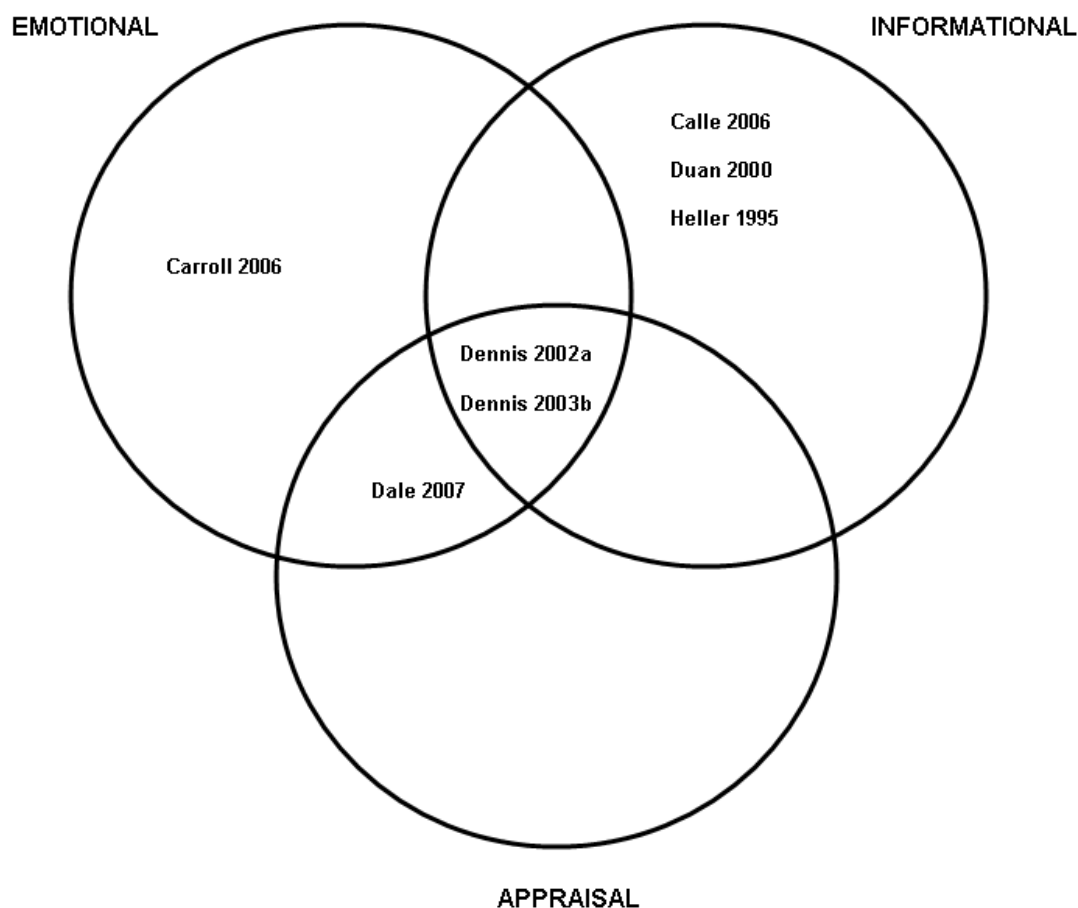 EMOTIONAL
INFORMATIONAL
Calle 2006
Duan 2000
Heller 1995
Carroll 2006
Dennis 2002a
Dennis 2003b
Dale 2007
APPRAISAL